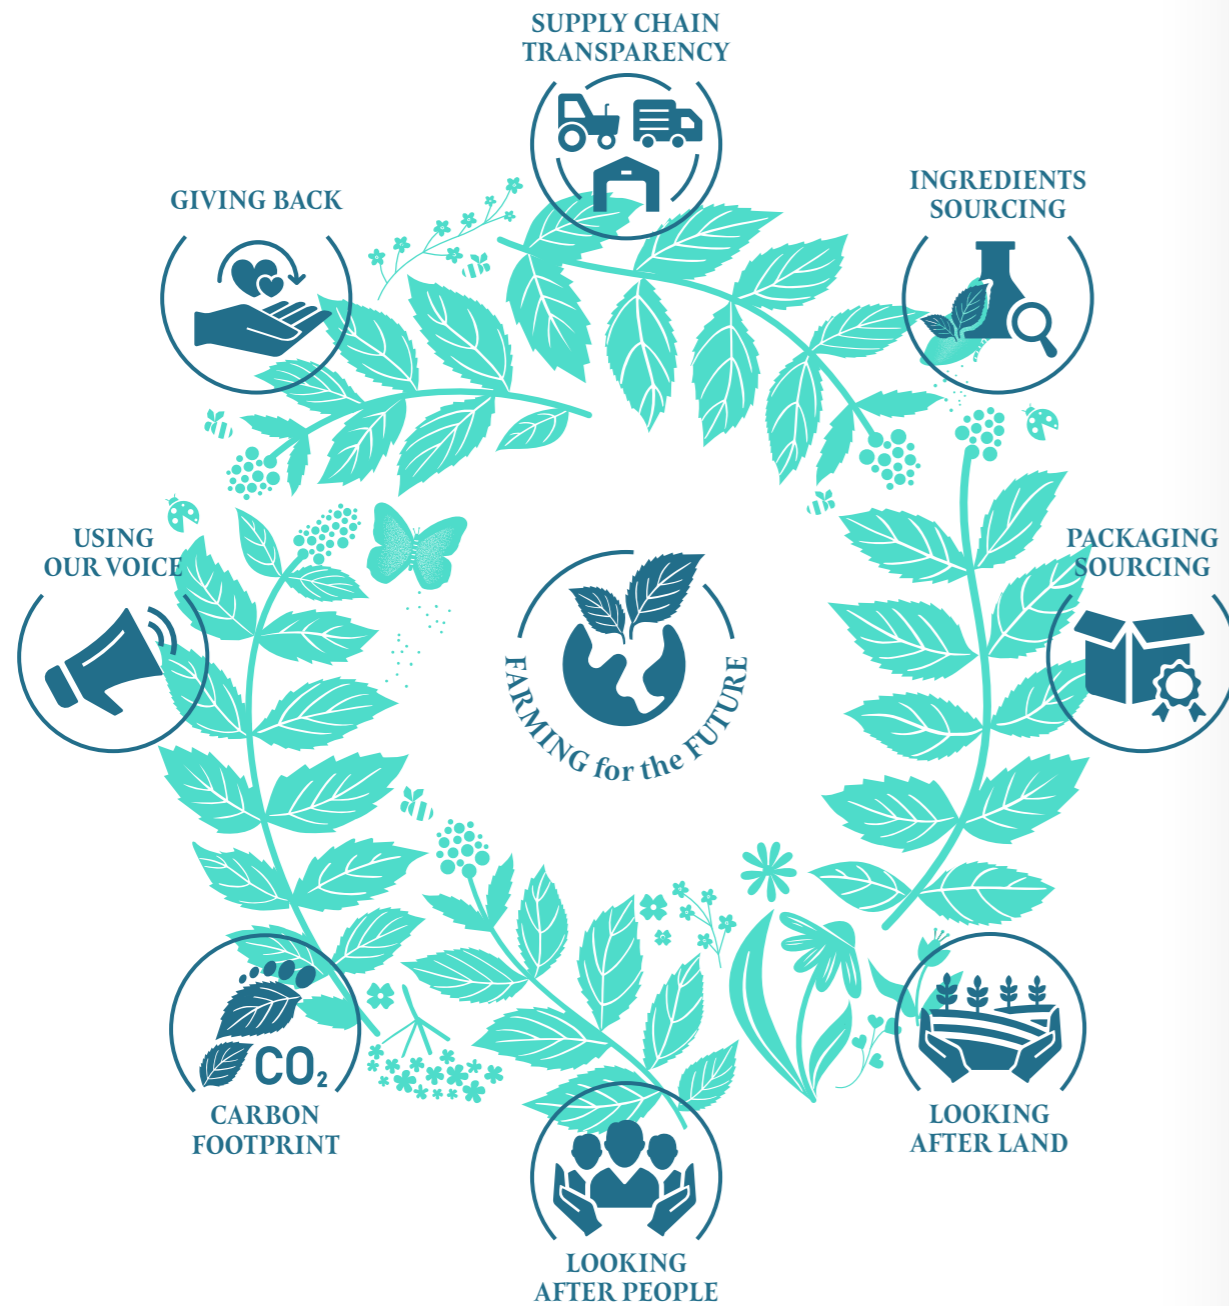 SUPPLY CHAIN
TRANSPARENCY
INGREDIENTS
SOURCING
PACKAGING
SOURCING
LOOKING
AFTER LAND
LOOKING
AFTER PEOPLE
CARBON
FOOTPRINT
CO₂
USING
OUR VOICE
GIVING BACK
FARMING for the FUTURE